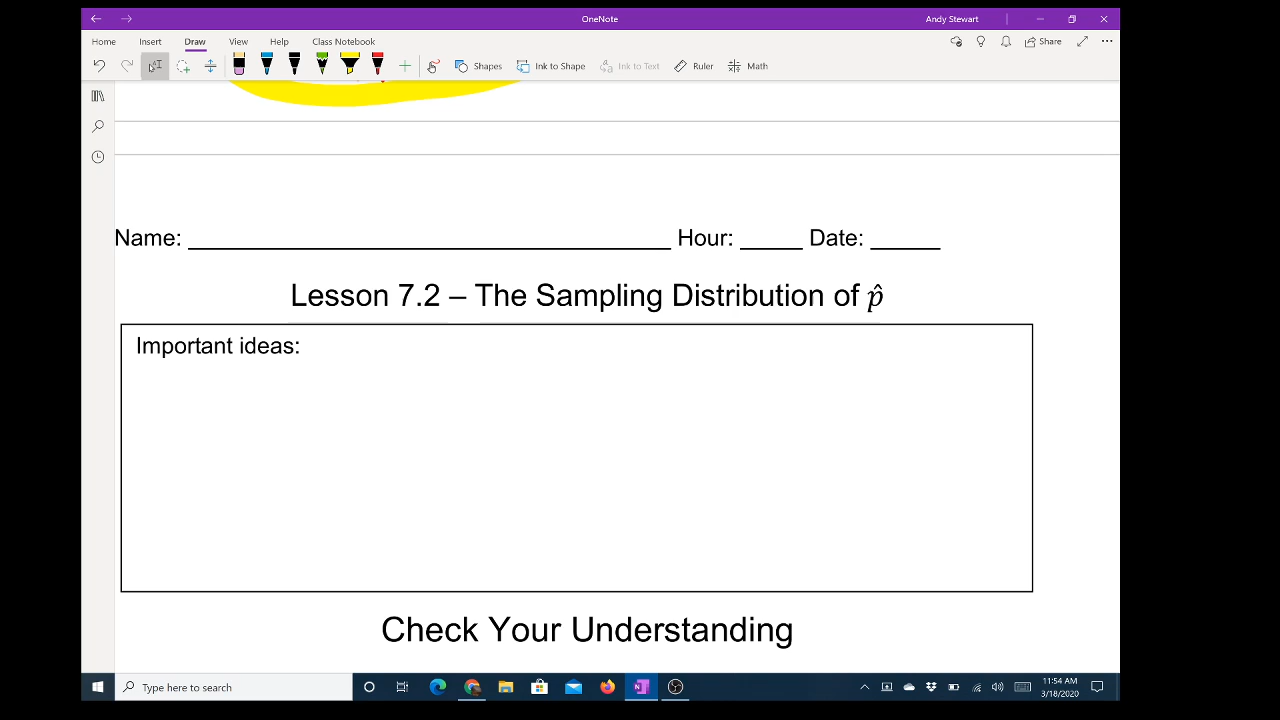 OneNote
Andy Stewart
Home Insert Draw View Help Class Notebook
Share
Shapes Ink to Shape Ink to Text Ruler Math
Name: ________ Hour: _____ Date: ______
Lesson 7.2 – The Sampling Distribution of p̂
Important ideas:
Check Your Understanding
Type here to search
11:54 AM
3/18/2020